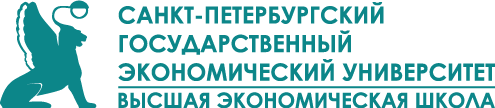 САНКТ-ПЕТЕРБУРГСКИЙ
ГОСУДАРСТВЕННЫЙ
ЭКОНОМИЧЕСКИЙ УНИВЕРСИТЕТ
ВЫСШАЯ ЭКОНОМИЧЕСКАЯ ШКОЛА